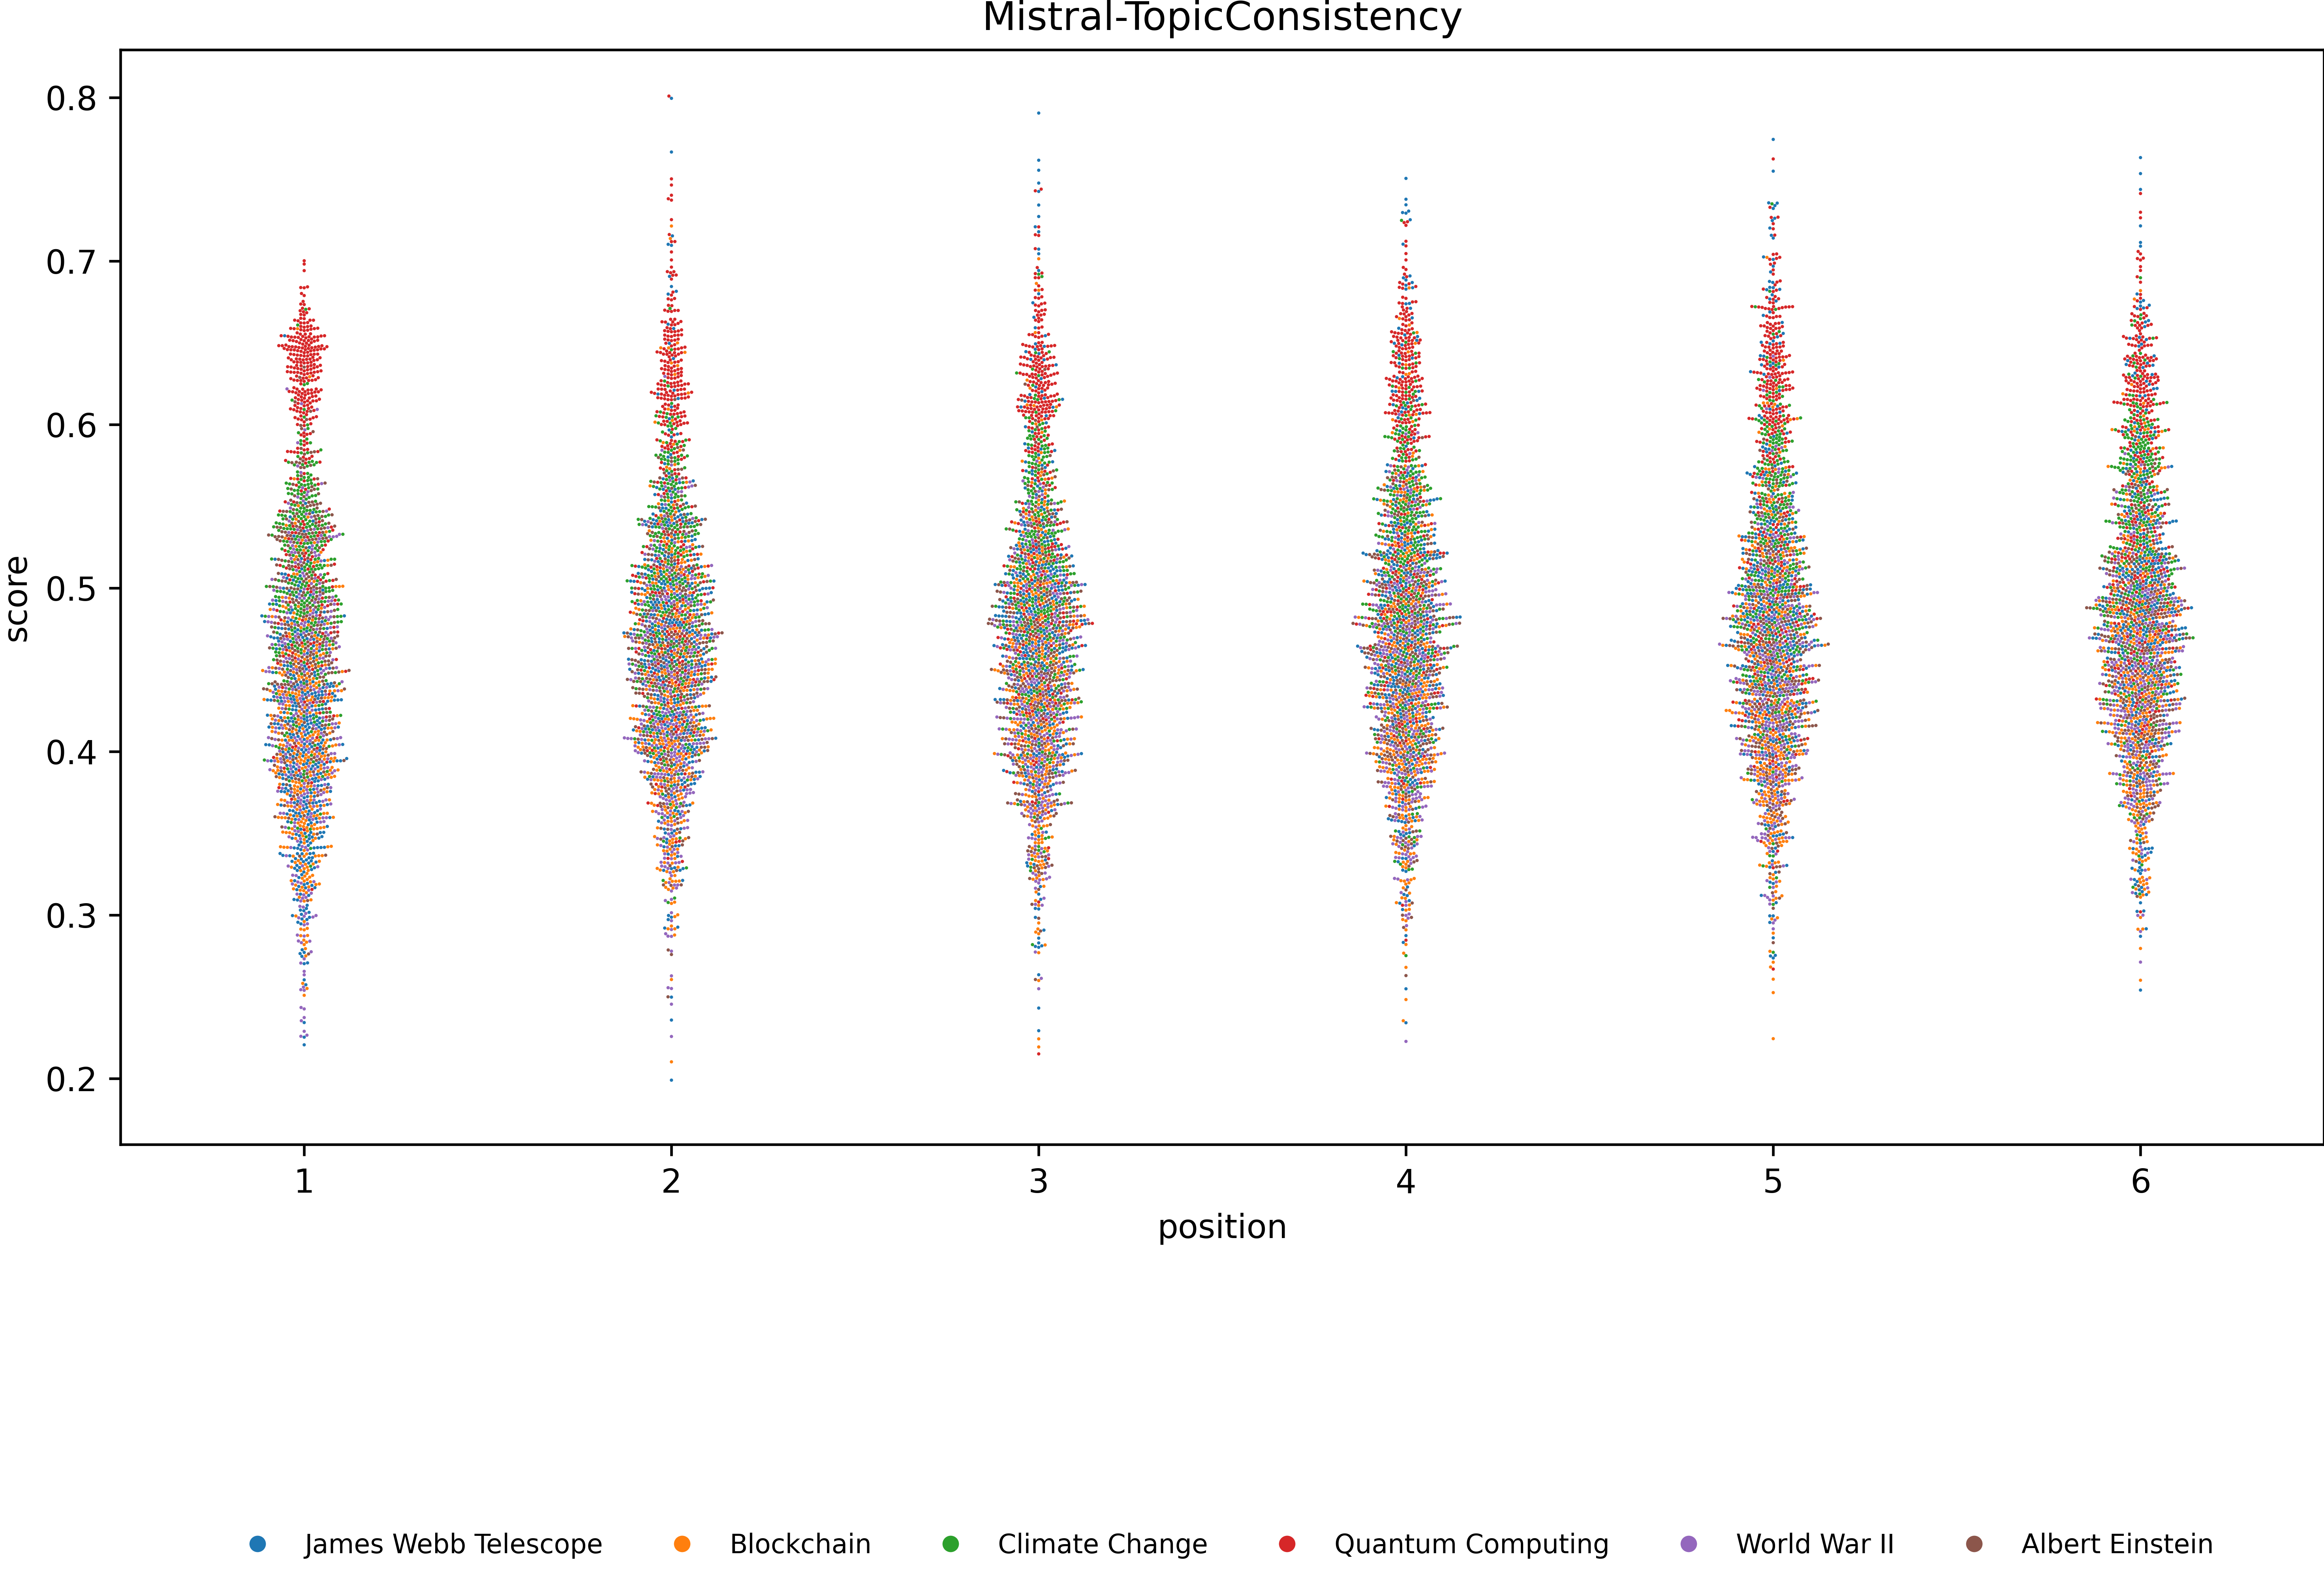 Mistral-TopicConsistency
0.8
0.7
0.6
0.5
0.4
0.3
0.2
score
1 2 3 4 5 6
position
James Webb Telescope Blockchain Climate Change Quantum Computing World War II Albert Einstein